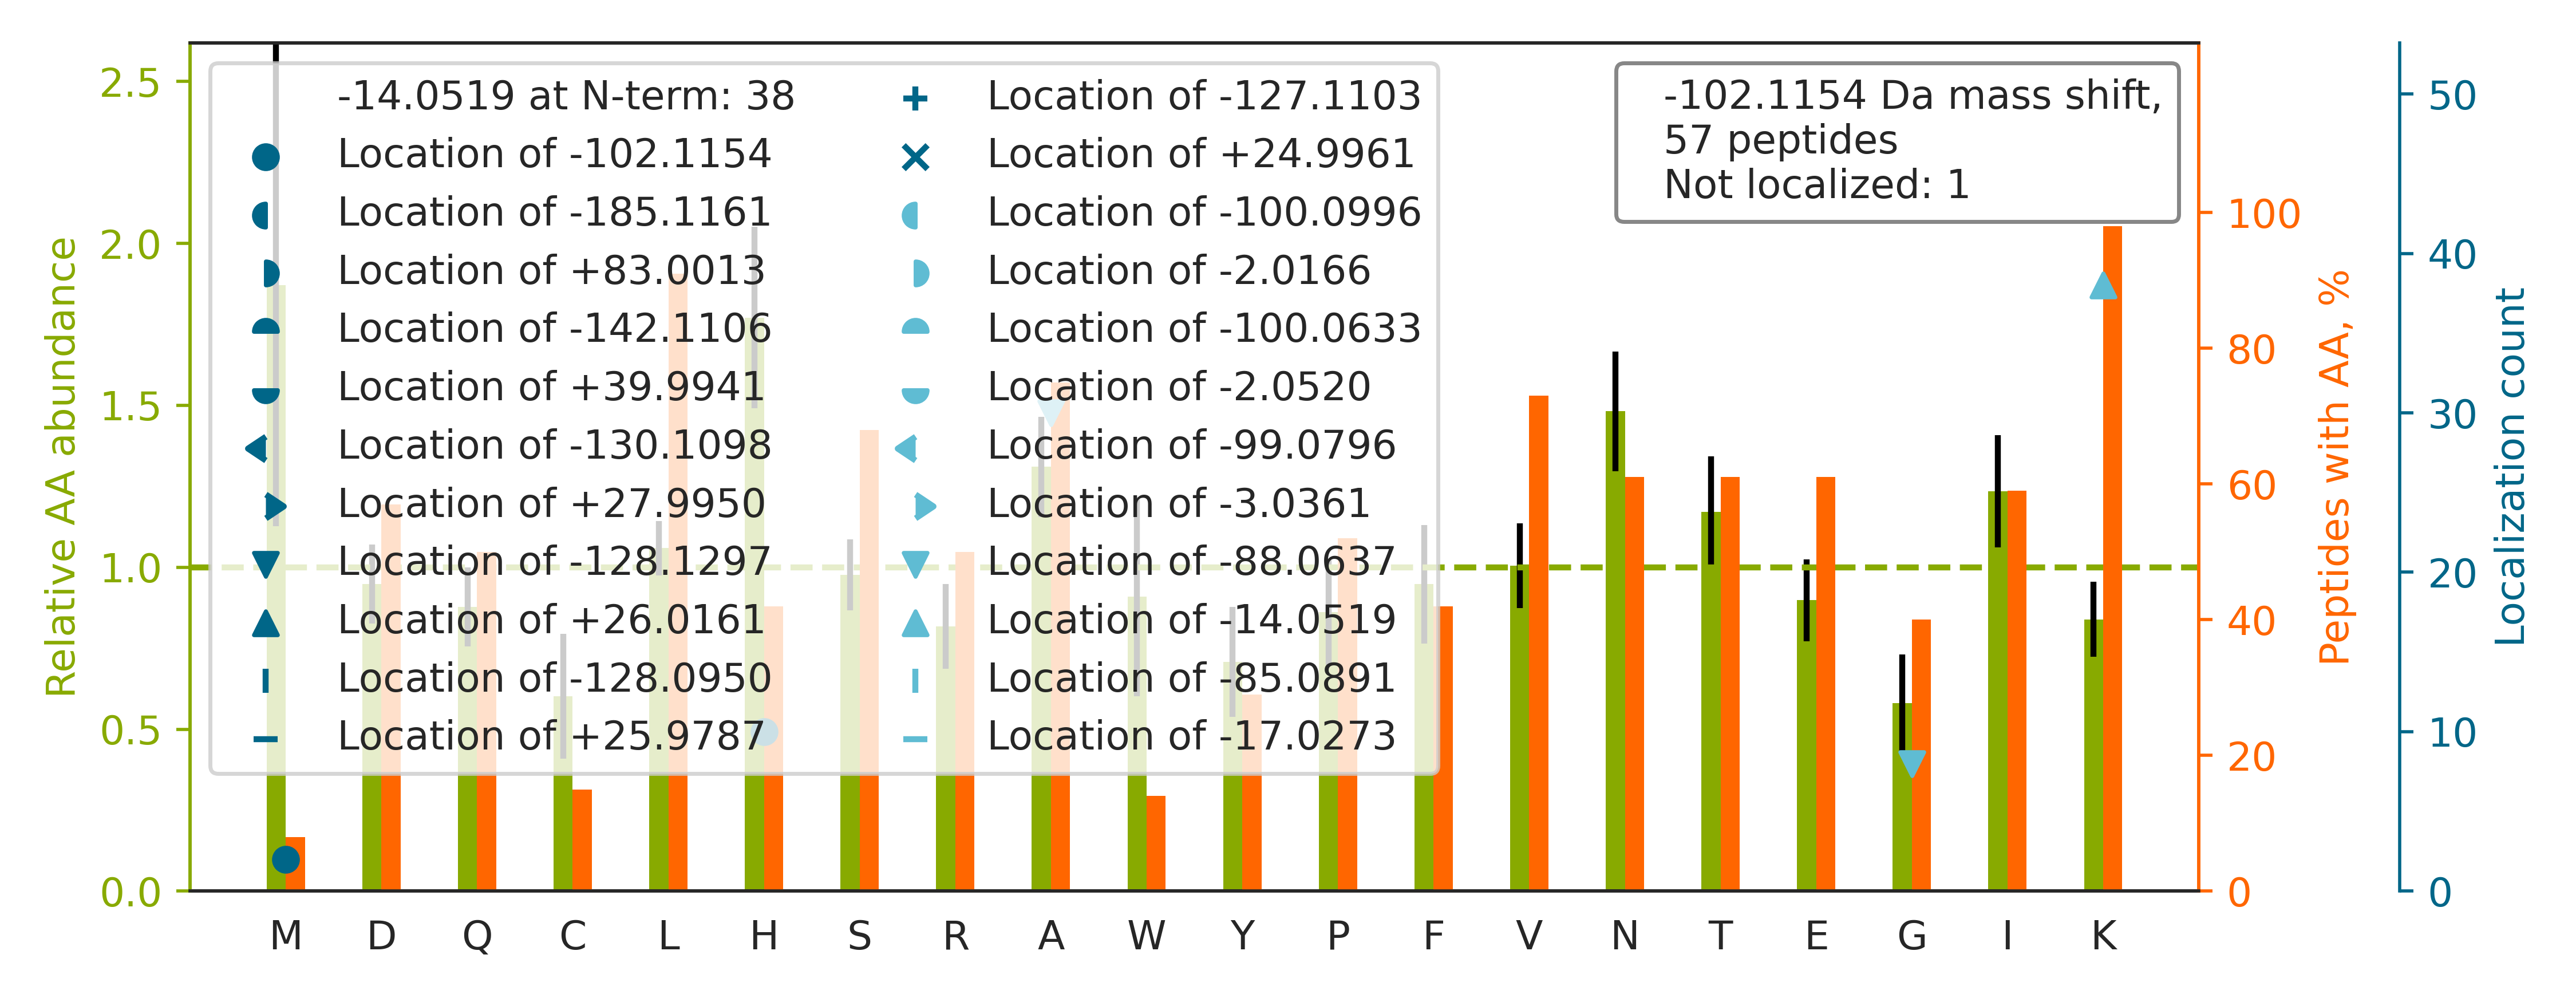 -14.0519 at N-term: 38
Location of -102.1154
Location of -185.1161
Location of +83.0013
Location of -142.1106
Location of +39.9941
Location of -130.1098
Location of +27.9950
Location of -128.1297
Location of +26.0161
Location of -128.0950
Location of +25.9787
Location of -127.1103
Location of +24.9961
Location of -100.0996
Location of -2.0166
Location of -100.0633
Location of -2.0520
Location of -99.0796
Location of -3.0361
Location of -88.0637
Location of -14.0519
Location of -85.0891
Location of -17.0273
-102.1154 Da mass shift,
57 peptides
Not localized: 1
Relative AA abundance
2.5
2.0
1.5
1.0
0.5
0.0
M D Q C L H S R A W Y P F V N T E G I K
100
80
60
40
20
0
Peptides with AA, %
50
40
30
20
10
0
Localization count